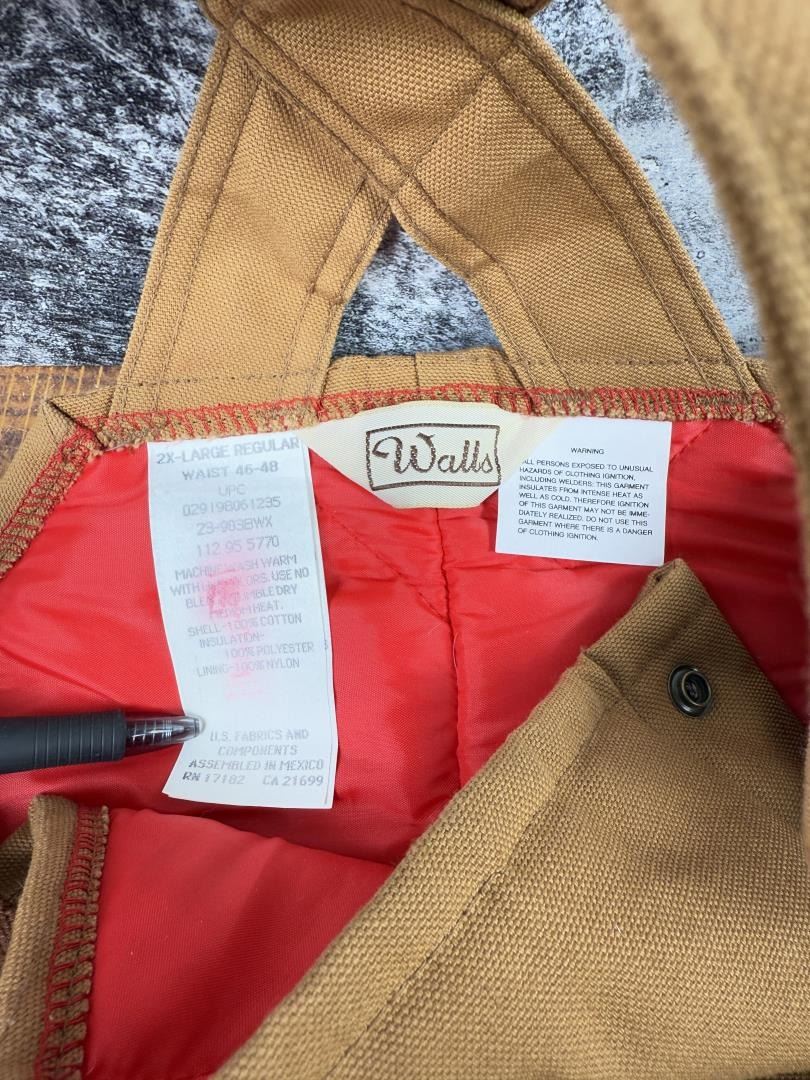 2X-LARGE REGULAR
WAIST 46-48
UPC
029198061235
112 95 5770
MACHINE WASH WARM
USE NO
DRY
HEAT.
SHELL-100% COTTON
INSULATION-
100% POLYESTER
LINING-100% NYLON
U.S. FABRICS AND
COMPONENTS
ASSEMBLED IN MEXICO
RN 17182 CA 21699
Walls
WARNING
ALL PERSONS EXPOSED TO UNUSUAL
HAZARDS OF CLOTHING IGNITION,
INCLUDING WELDERS: THIS GARMENT
INSULATES FROM INTENSE HEAT AS
WELL AS COLD. THEREFORE IGNITION
OF THIS GARMENT MAY NOT BE IMME-
DIATELY REALIZED. DO NOT USE THIS
GARMENT WHERE THERE IS A DANGER
OF CLOTHING IGNITION.